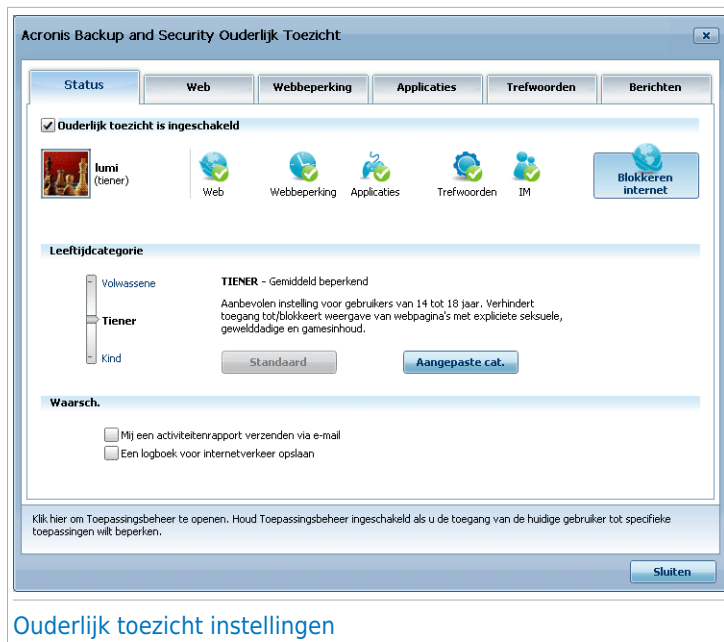 Acronis Backup and Security Ouderlijk Toezicht
Status
Web
Webbeperking
Applicaties
Trefwoorden
Berichten
Ouderlijk toezicht is ingeschakeld
lumi
(tiener)
Web
Webbeperking
Applicaties
Trefwoorden
IM
Blokkeren
internet
Leeftijdcategorie
Volwassene
Tiener
Kind
TIENER - Gemiddeld beperkend
Aanbevolen instelling voor gebruikers van 14 tot 18 jaar. Verhindert
toegang tot/blokkeert weergave van webpagina's met expliciete seksuele,
gewelddadige en gamesinhoud.
Standaard
Aangepaste cat.
Waarsch.
Mij een activiteitenrapport verzenden via e-mail
Een logboek voor internetverkeer opslaan
Klik hier om Toepassingsbeheer te openen. Houd Toepassingsbeheer ingeschakeld als u de toegang van de huidige gebruiker tot specifieke
toepassingen wilt beperken.
Sluiten
Ouderlijk toezicht instellingen